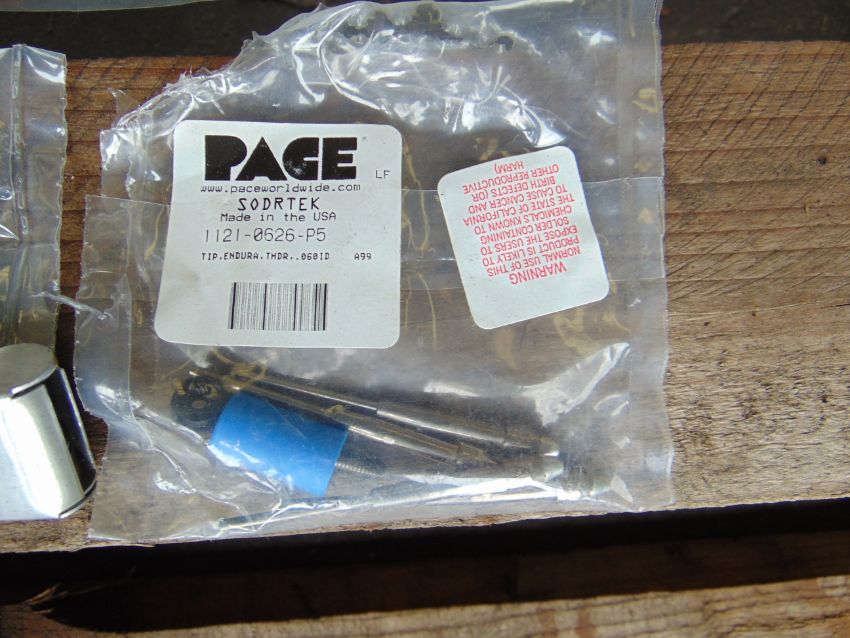 PACE
LF
www.paceworldwide.com
SODRTEK
Made in the USA
1121-0626-P5
TIP,ENDURA,THDR,.060ID A99
WARNING
NORMAL USE OF THIS
PRODUCT IS LIKELY TO
EXPOSE THE USERS TO
SOLDER CONTAINING
CHEMICALS KNOWN TO
THE STATE OF CALIFORNIA
TO CAUSE CANCER AND
BIRTH DEFECTS (OR
OTHER REPRODUCTIVE
HARM)